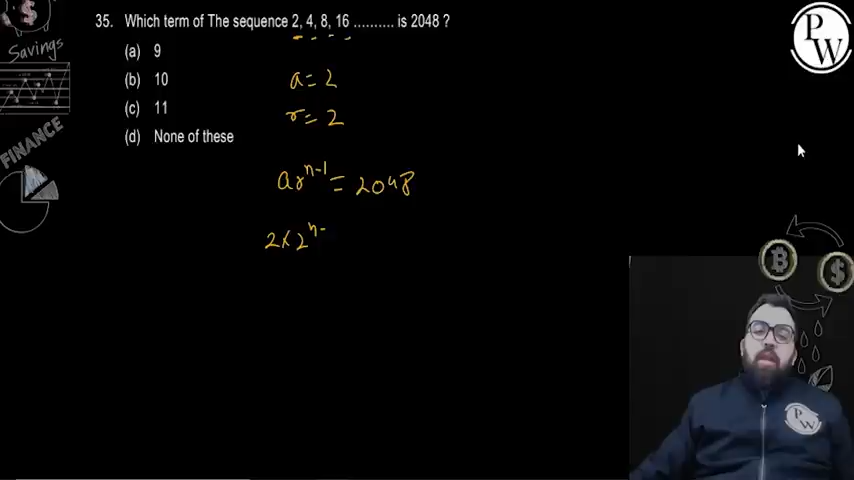 35. Which term of The sequence 2, 4, 8, 16 .......... is 2048 ?
(a) 9
(b) 10
(c) 11
(d) None of these
a = 2
r = 2
ar^n-1 = 2048
2 × 2^n-
Savings
FINANCE
PW
PW